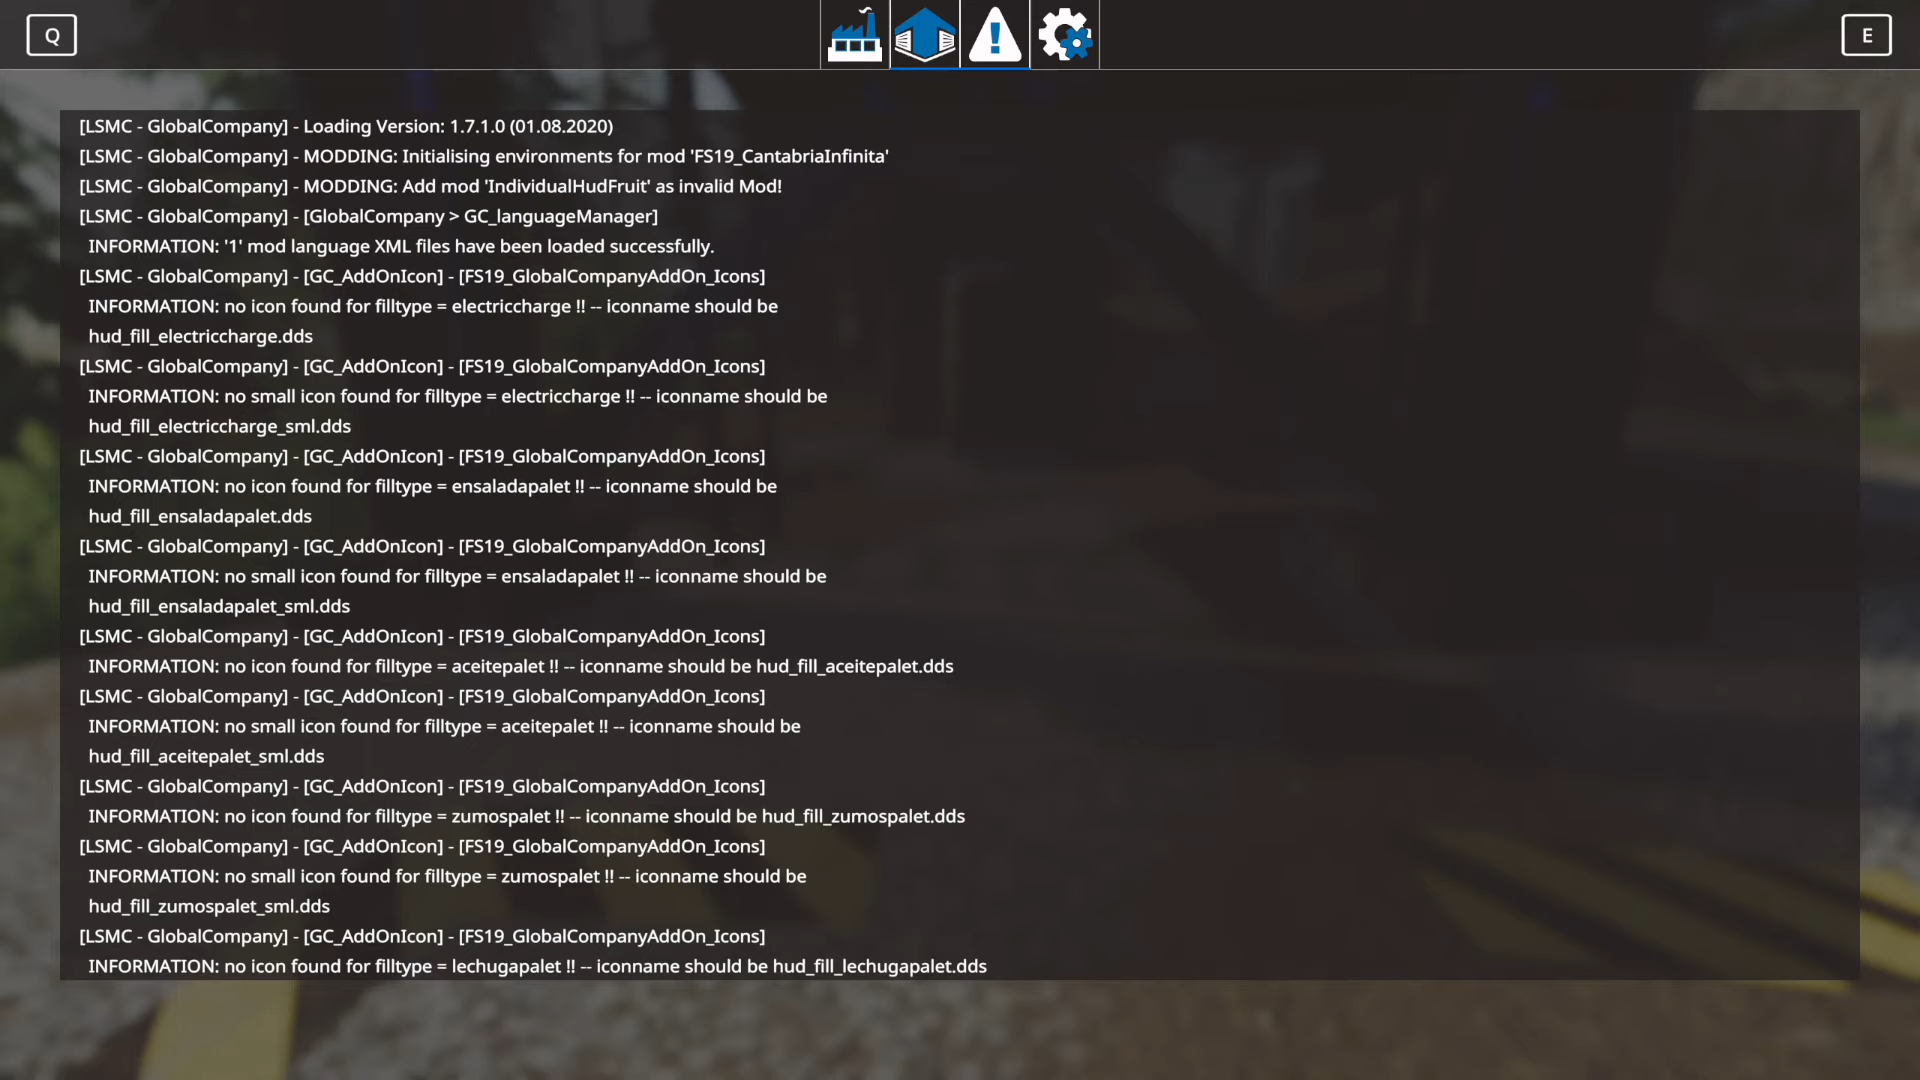 Q
E
[LSMC - GlobalCompany] - Loading Version: 1.7.1.0 (01.08.2020)
[LSMC - GlobalCompany] - MODDING: Initialising environments for mod 'FS19_CantabriaInfinita'
[LSMC - GlobalCompany] - MODDING: Add mod 'IndividualHudFruit' as invalid Mod!
[LSMC - GlobalCompany] - [GlobalCompany > GC_languageManager]
INFORMATION: '1' mod language XML files have been loaded successfully.
[LSMC - GlobalCompany] - [GC_AddOnIcon] - [FS19_GlobalCompanyAddOn_Icons]
INFORMATION: no icon found for filltype = electriccharge !! -- iconname should be
hud_fill_electriccharge.dds
[LSMC - GlobalCompany] - [GC_AddOnIcon] - [FS19_GlobalCompanyAddOn_Icons]
INFORMATION: no small icon found for filltype = electriccharge !! -- iconname should be
hud_fill_electriccharge_sml.dds
[LSMC - GlobalCompany] - [GC_AddOnIcon] - [FS19_GlobalCompanyAddOn_Icons]
INFORMATION: no icon found for filltype = ensaladapalet !! -- iconname should be
hud_fill_ensaladapalet.dds
[LSMC - GlobalCompany] - [GC_AddOnIcon] - [FS19_GlobalCompanyAddOn_Icons]
INFORMATION: no small icon found for filltype = ensaladapalet !! -- iconname should be
hud_fill_ensaladapalet_sml.dds
[LSMC - GlobalCompany] - [GC_AddOnIcon] - [FS19_GlobalCompanyAddOn_Icons]
INFORMATION: no icon found for filltype = aceitepalet !! -- iconname should be hud_fill_aceitepalet.dds
[LSMC - GlobalCompany] - [GC_AddOnIcon] - [FS19_GlobalCompanyAddOn_Icons]
INFORMATION: no small icon found for filltype = aceitepalet !! -- iconname should be
hud_fill_aceitepalet_sml.dds
[LSMC - GlobalCompany] - [GC_AddOnIcon] - [FS19_GlobalCompanyAddOn_Icons]
INFORMATION: no icon found for filltype = zumospalet !! -- iconname should be hud_fill_zumospalet.dds
[LSMC - GlobalCompany] - [GC_AddOnIcon] - [FS19_GlobalCompanyAddOn_Icons]
INFORMATION: no small icon found for filltype = zumospalet !! -- iconname should be
hud_fill_zumospalet_sml.dds
[LSMC - GlobalCompany] - [GC_AddOnIcon] - [FS19_GlobalCompanyAddOn_Icons]
INFORMATION: no icon found for filltype = lechugapalet !! -- iconname should be hud_fill_lechugapalet.dds